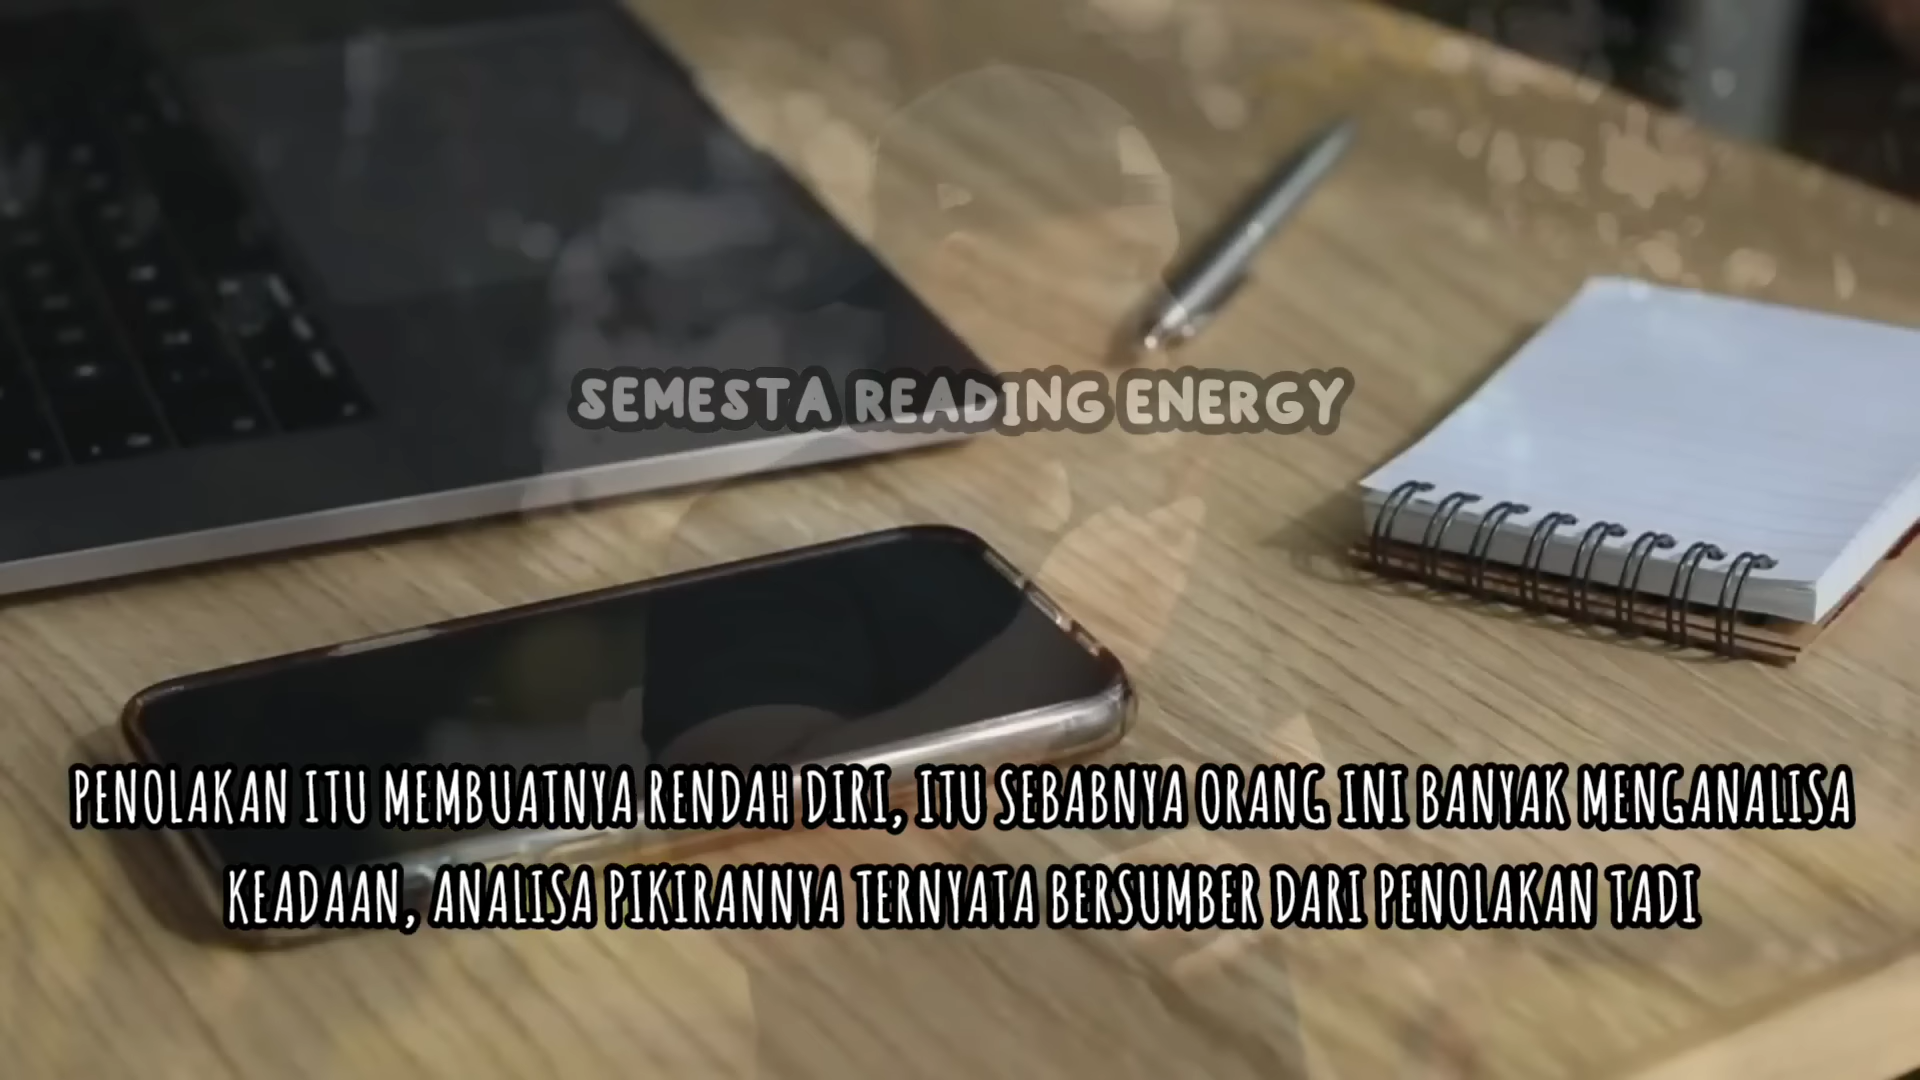 SEMESTA READING ENERGY
PENOLAKAN ITU MEMBUATNYA RENDAH DIRI, ITU SEBABNYA ORANG INI BANYAK MENGANALISA
KEADAAN, ANALISA PIKIRANNYA TERNYATA BERSUMBER DARI PENOLAKAN TADI